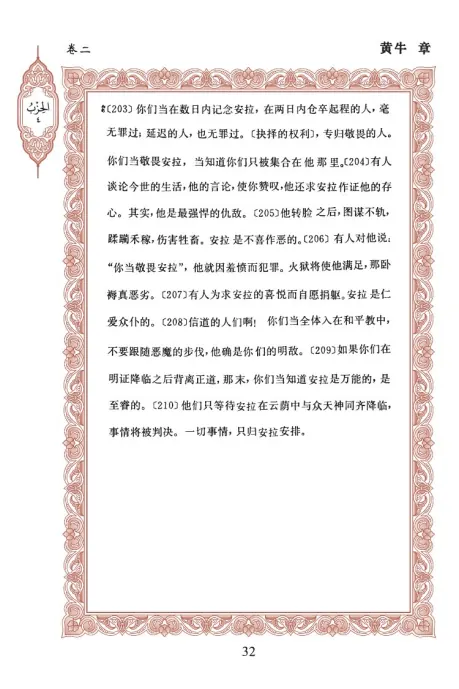 卷二
黄牛 章
الحزب
٤
(203) 你们当在数日内记念安拉，在两日内仓卒起程的人，毫
无罪过；延迟的人，也无罪过。〔抉择的权利〕，专归敬畏的人。
你们当敬畏安拉，当知道你们只被集合在他那里。〔204〕有人
谈论今世的生活，他的言论，使你赞叹，他还求安拉作证他的存
心。其实，他是最强悍的仇敌。〔205〕他转脸之后，图谋不轨，
蹂躏禾稼，伤害牲畜。安拉是不喜作恶的。〔206〕有人对他说：
“你当敬畏安拉”，他就因羞愤而犯罪。火狱将使他满足，那卧
褥真恶劣。〔207〕有人为求安拉的喜悦而自愿捐躯。安拉是仁
爱众仆的。〔208〕信道的人们啊！你们当全体入在和平教中，
不要跟随恶魔的步伐，他确是你们的明敌。〔209〕如果你们在
明证降临之后背离正道，那末，你们当知道安拉是万能的，是
至睿的。〔210〕他们只等待安拉在云荫中与众天神同齐降临，
事情将被判决。一切事情，只归安拉安排。
32